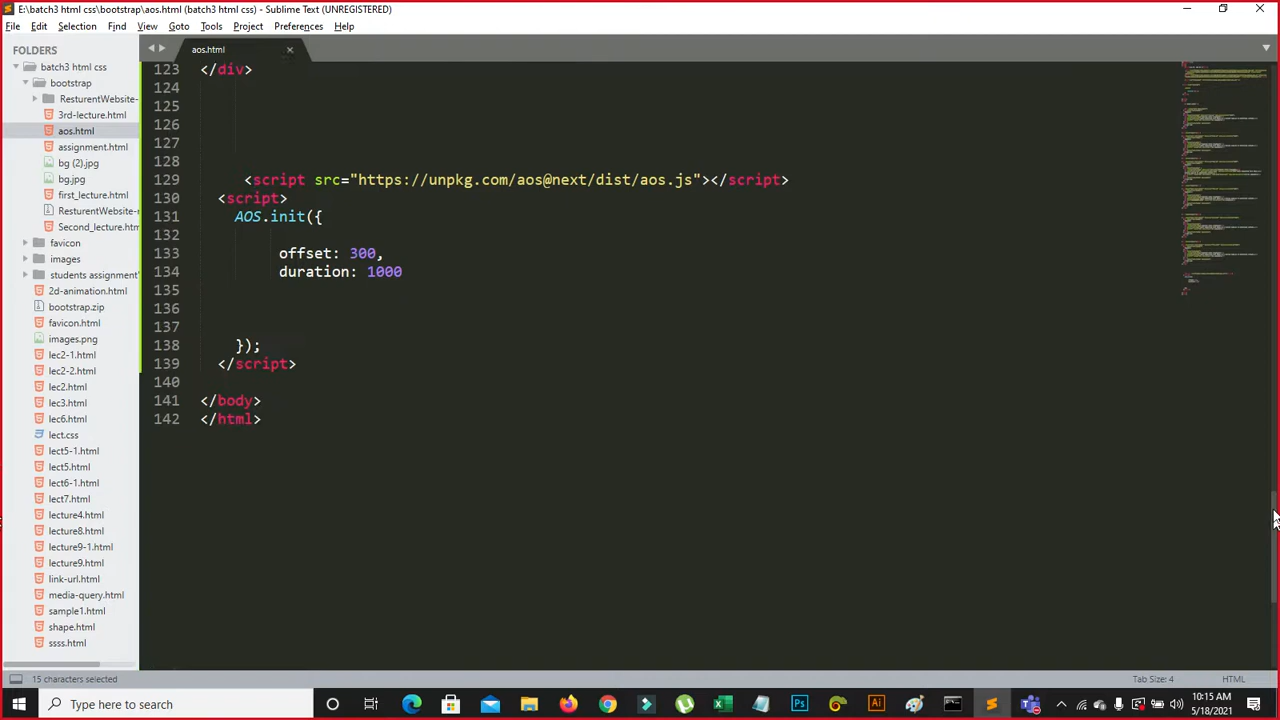 E:\batch3 html css\bootstrap\aos.html (batch3 html css) - Sublime Text (UNREGISTERED)
File Edit Selection Find View Goto Tools Project Preferences Help
FOLDERS
batch3 html css
bootstrap
ResturentWebsite-
3rd-lecture.html
aos.html
assignment.html
bg (2).jpg
bg.jpg
first_lecture.html
ResturentWebsite-
Second_lecture.htm
favicon
images
students assignment
2d-animation.html
bootstrap.zip
favicon.html
images.png
lec2-1.html
lec2-2.html
lec2.html
lec3.html
lec6.html
lect.css
lect5-1.html
lect5.html
lect6-1.html
lect7.html
lecture4.html
lecture8.html
lecture9-1.html
lecture9.html
link-url.html
media-query.html
sample1.html
shape.html
ssss.html
aos.html
123 </div>
124
125
126
127
128
129 <script src="https://unpkg.com/aos@next/dist/aos.js"></script>
130 <script>
131 AOS.init({
132
133 offset: 300,
134 duration: 1000
135
136
137
138 });
139 </script>
140
141 </body>
142 </html>
15 characters selected
Tab Size: 4
HTML
Type here to search
10:15 AM
5/18/2021